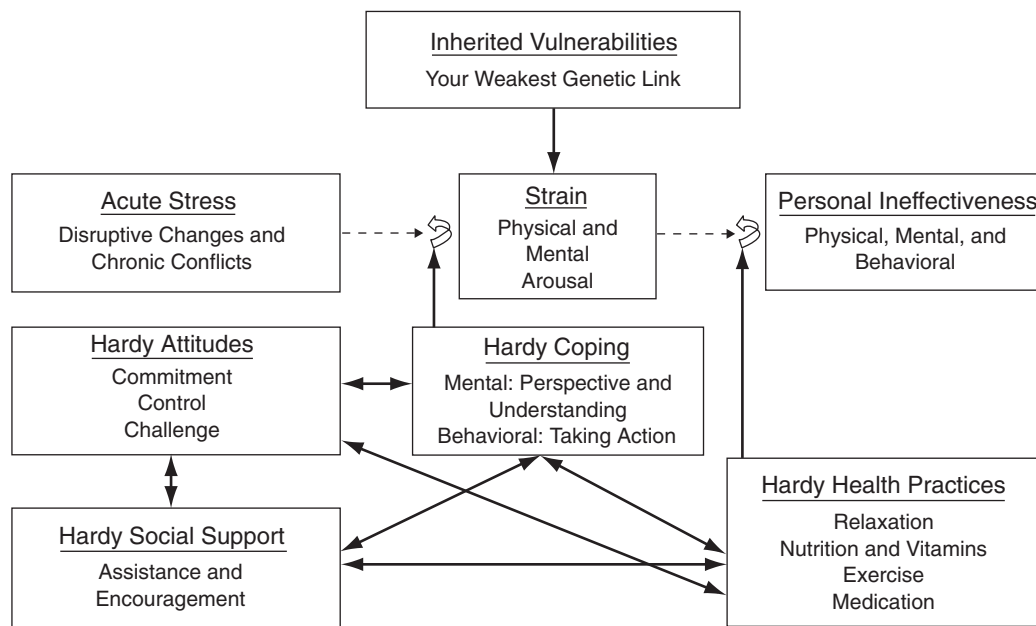 Inherited Vulnerabilities
Your Weakest Genetic Link
Acute Stress
Disruptive Changes and
Chronic Conflicts
Strain
Physical and
Mental
Arousal
Personal Ineffectiveness
Physical, Mental, and
Behavioral
Hardy Attitudes
Commitment
Control
Challenge
Hardy Coping
Mental: Perspective and
Understanding
Behavioral: Taking Action
Hardy Social Support
Assistance and
Encouragement
Hardy Health Practices
Relaxation
Nutrition and Vitamins
Exercise
Medication